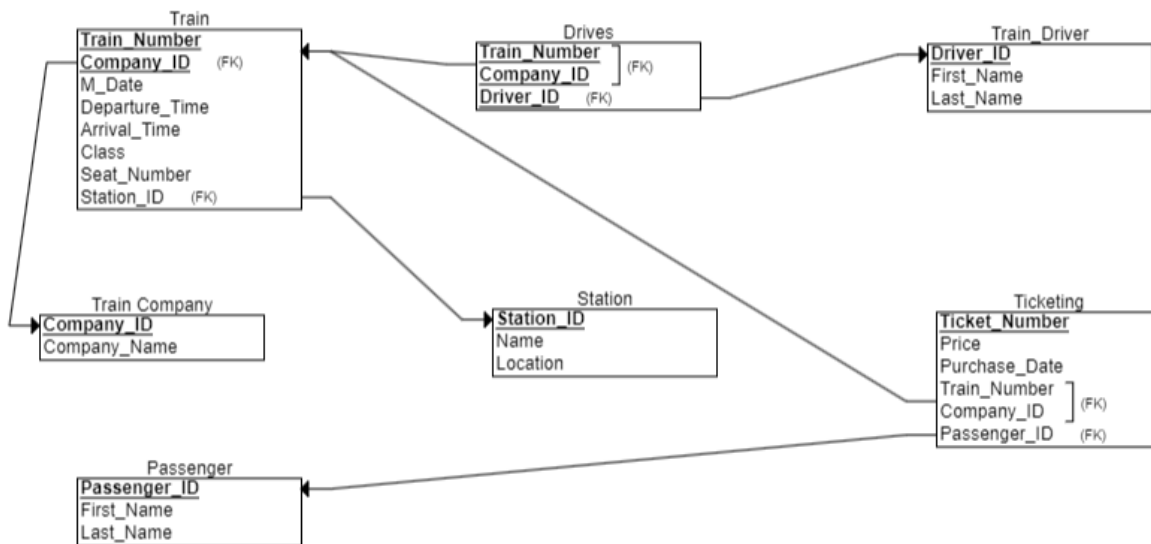 Train
Train_Number
Company_ID (FK)
M_Date
Departure_Time
Arrival_Time
Class
Seat_Number
Station_ID (FK)
Drives
Train_Number
Company_ID
(FK)
Driver_ID (FK)
Train_Driver
Driver_ID
First_Name
Last_Name
Train Company
Company_ID
Company_Name
Station
Station_ID
Name
Location
Ticketing
Ticket_Number
Price
Purchase_Date
Train_Number
Company_ID
(FK)
Passenger_ID (FK)
Passenger
Passenger_ID
First_Name
Last_Name